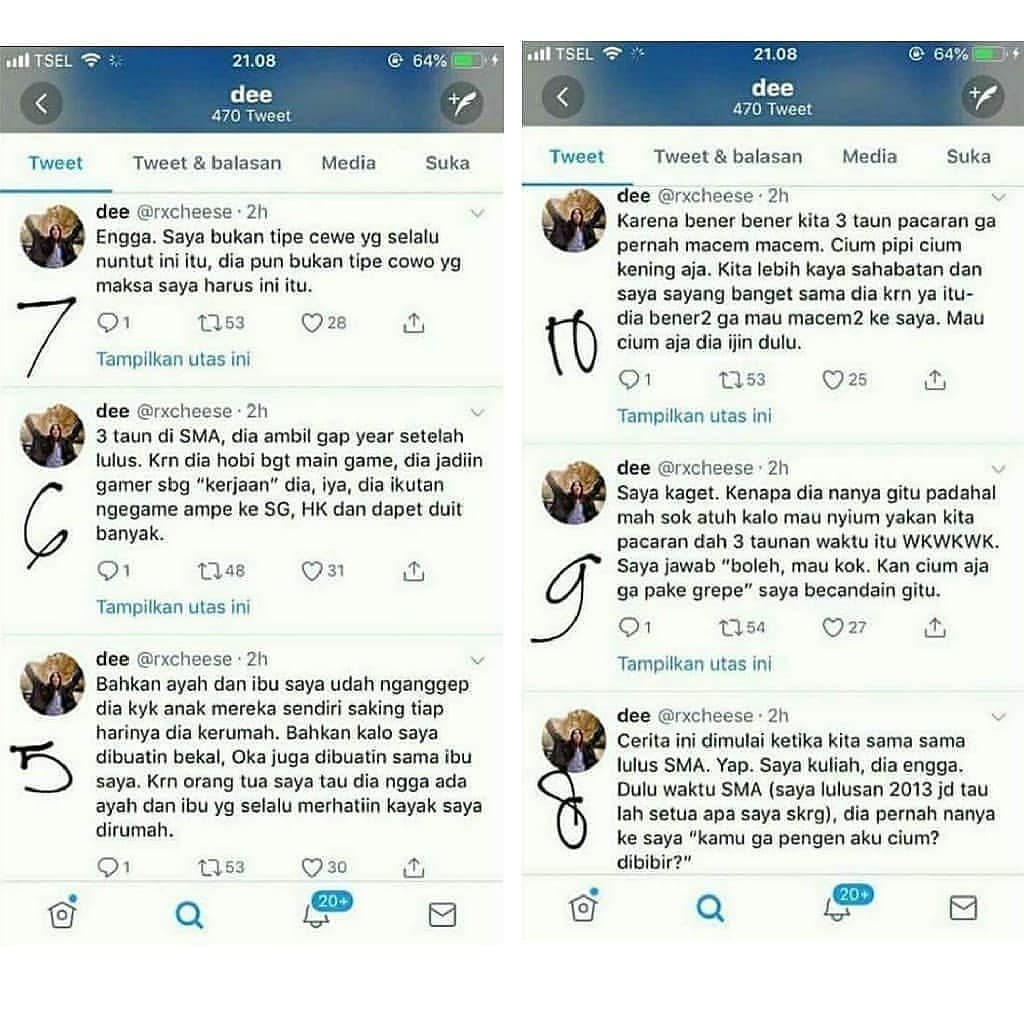 TSEL 21.08 64%
dee
470 Tweet
Tweet Tweet & balasan Media Suka
dee @rxcheese · 2h
Engga. Saya bukan tipe cewe yg selalu
nuntut ini itu, dia pun bukan tipe cowo yg
maksa saya harus ini itu.
7
1 53 28
Tampilkan utas ini
dee @rxcheese · 2h
3 taun di SMA, dia ambil gap year setelah
lulus. Krn dia hobi bgt main game, dia jadiin
gamer sbg “kerjaan” dia, iya, dia ikutan
ngegame ampe ke SG, HK dan dapet duit
banyak.
6
1 48 31
Tampilkan utas ini
dee @rxcheese · 2h
Bahkan ayah dan ibu saya udah nganggep
dia kyk anak mereka sendiri saking tiap
harinya dia kerumah. Bahkan kalo saya
dibuatin bekal, Oka juga dibuatin sama ibu
saya. Krn orang tua saya tau dia ngga ada
ayah dan ibu yg selalu merhatiin kayak saya
dirumah.
5
1 53 30
20+
TSEL 21.08 64%
dee
470 Tweet
Tweet Tweet & balasan Media Suka
dee @rxcheese · 2h
Karena bener bener kita 3 taun pacaran ga
pernah macem macem. Cium pipi cium
kening aja. Kita lebih kaya sahabatan dan
saya sayang banget sama dia krn ya itu-
dia bener2 ga mau macem2 ke saya. Mau
cium aja dia ijin dulu.
10
1 53 25
Tampilkan utas ini
dee @rxcheese · 2h
Saya kaget. Kenapa dia nanya gitu padahal
mah sok atuh kalo mau nyium yakan kita
pacaran dah 3 taunan waktu itu WKWKWK.
Saya jawab “boleh, mau kok. Kan cium aja
ga pake grepe” saya becandain gitu.
9
1 54 27
Tampilkan utas ini
dee @rxcheese · 2h
Cerita ini dimulai ketika kita sama sama
lulus SMA. Yap. Saya kuliah, dia engga.
Dulu waktu SMA (saya lulusan 2013 jd tau
lah setua apa saya skrg), dia pernah nanya
ke saya “kamu ga pengen aku cium?
dibibir?”
8
20+